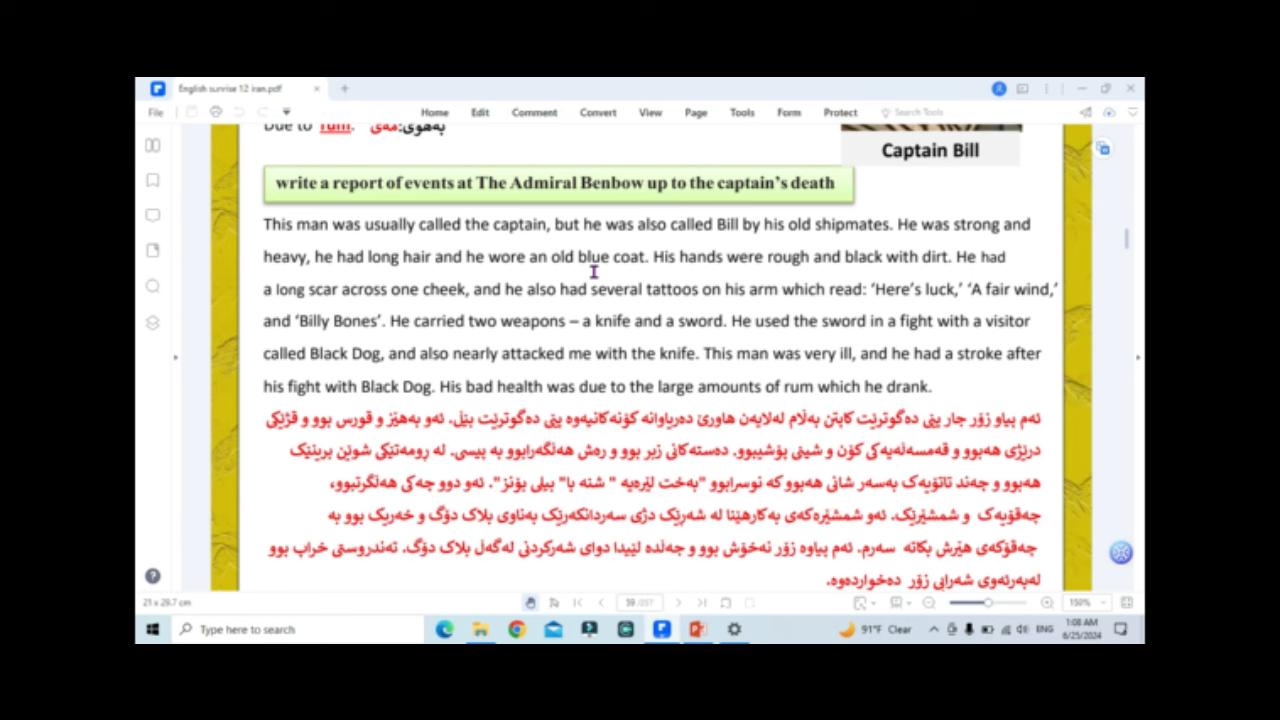 English sunrise 12 iran.pdf
File Home Edit Comment Convert View Page Tools Form Protect Search Tools
Due to rum. بەهۆی:مەی
Captain Bill
write a report of events at The Admiral Benbow up to the captain's death
This man was usually called the captain, but he was also called Bill by his old shipmates. He was strong and
heavy, he had long hair and he wore an old blue coat. His hands were rough and black with dirt. He had
a long scar across one cheek, and he also had several tattoos on his arm which read: 'Here's luck,' 'A fair wind,'
and 'Billy Bones'. He carried two weapons – a knife and a sword. He used the sword in a fight with a visitor
called Black Dog, and also nearly attacked me with the knife. This man was very ill, and he had a stroke after
his fight with Black Dog. His bad health was due to the large amounts of rum which he drank.
ئەم پیاو زۆر جار پێی دەگوترێت کاپتن بەڵام لەلایەن هاوڕێ دەریاوانە کۆنەکانیەوە پێی دەگوترێت بێڵ. ئەو بەهێز و قورس بوو و قژێکی
درێژی هەبوو و قەمسەڵەیەکی کۆن و شینی پۆشیبوو. دەستەکانی زبر بوو و ڕەش هەڵگەرابوو بە پیسی. لە ڕومەتێکی شوێن برینێک
هەبوو و چەند تاتۆیەک بەسەر شانی هەبوو کە نوسرابوو "بەخت لێرەیە " شنە با" بیلی بۆنز". ئەو دوو چەکی هەڵگرتبوو،
چەقۆیەک و شمشێرێک. ئەو شمشێرەکەی بەکارهێنا لە شەڕێک دژی سەردانکەرێک بەناوی بلاک دۆگ و خەریک بوو بە
چەقۆکەی هێرش بکاتە سەرم. ئەم پیاوە زۆر نەخۆش بوو و جەڵدە لێیدا دوای شەڕکردنی لەگەڵ بلاک دۆگ. تەندروستی خراپ بوو
لەبەرئەوی شەرابی زۆر دەخواردەوە.
21 x 29.7 cm 150%
Type here to search 91°F Clear ENG 1:08 AM
6/25/2024